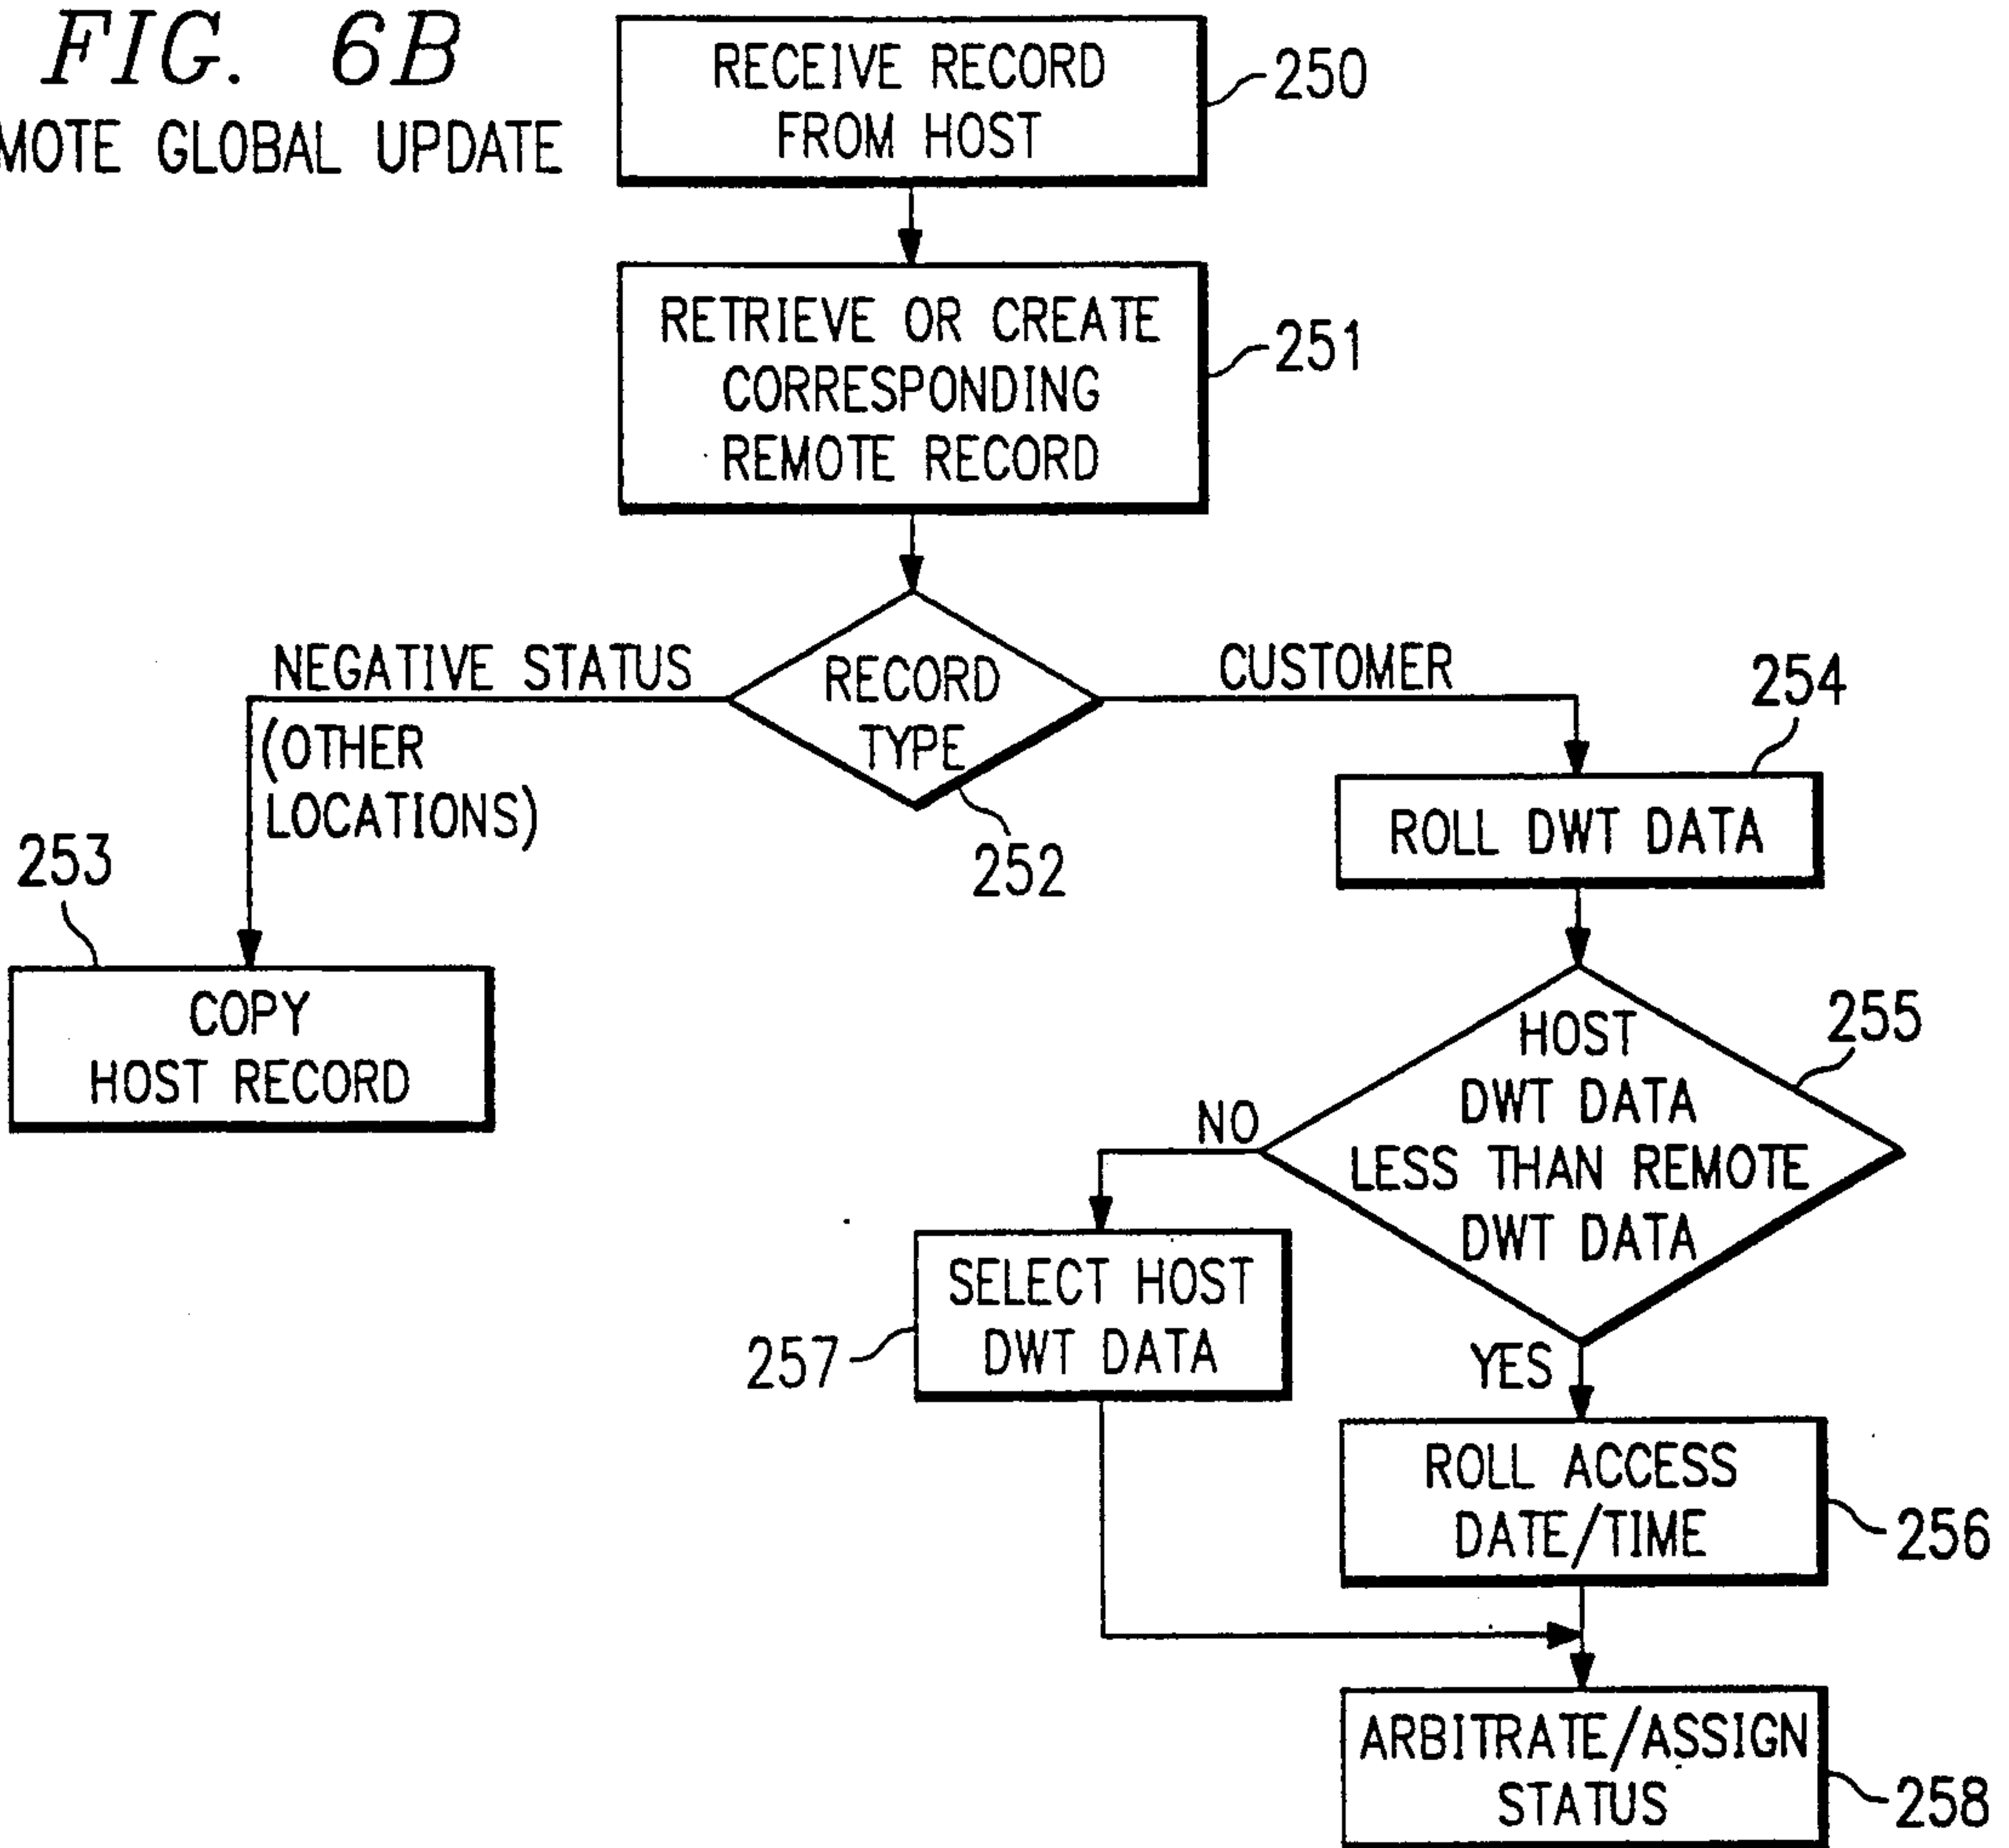 FIG. 6B
MOTE GLOBAL UPDATE
RECEIVE RECORD
FROM HOST
250
RETRIEVE OR CREATE
CORRESPONDING
REMOTE RECORD
251
NEGATIVE STATUS
(OTHER
LOCATIONS)
RECORD
TYPE
252
CUSTOMER
254
ROLL DWT DATA
253
COPY
HOST RECORD
HOST
DWT DATA
LESS THAN REMOTE
DWT DATA
255
NO
SELECT HOST
DWT DATA
257
YES
ROLL ACCESS
DATE/TIME
256
ARBITRATE/ASSIGN
STATUS
258